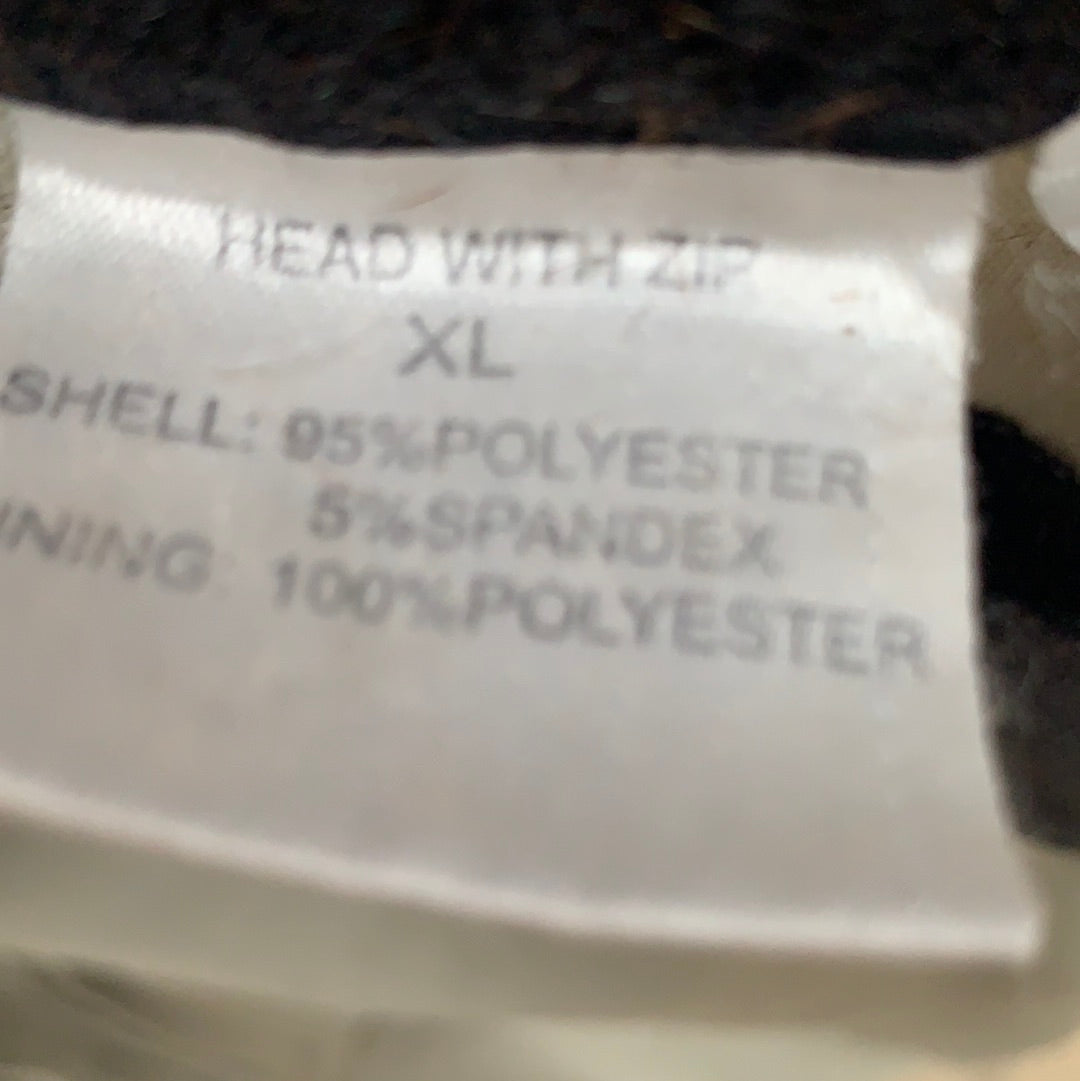 HEAD WITH ZIP
XL
SHELL: 95%POLYESTER
5%SPANDEX
INING: 100%POLYESTER